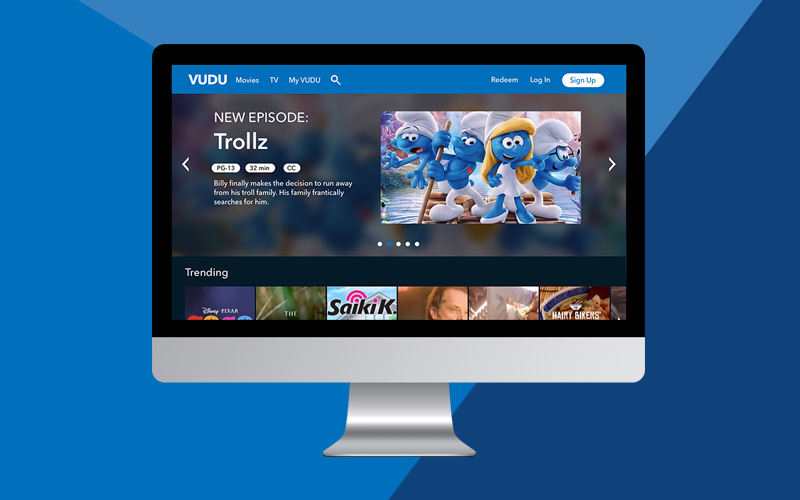 VUDU Movies TV My VUDU Redeem Log In Sign Up
NEW EPISODE:
Trollz
PG-13 32 min CC
Billy finally makes the decision to run away
from his troll family. His family frantically
searches for him.
Trending
Disney PIXAR
THE
Saiki K.
HAIRY BIKERS'